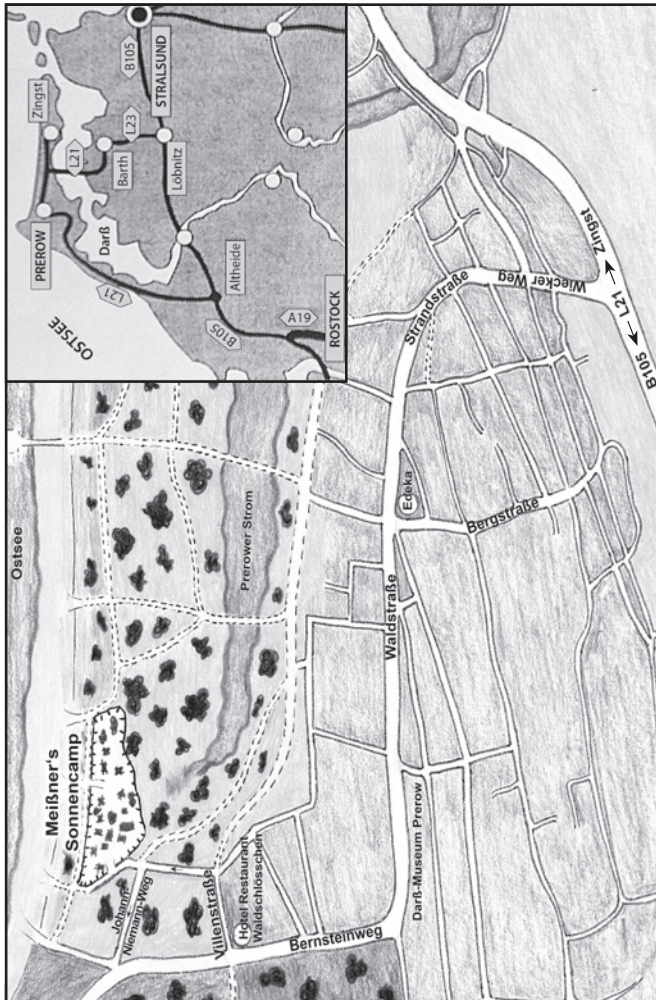 OSTSEE
PREROW
Zingst
L21
Darß
L21
Barth
L23
B105
STRALSUND
Löbnitz
Altheide
B105
A19
ROSTOCK
Ostsee
Meißner's
Sonnencamp
Prerower Strom
Johann-
Niemann-Weg
Villenstraße
Hotel Restaurant
Waldschlösschen
Bernsteinweg
Waldstraße
Darß-Museum Prerow
Edeka
Bergstraße
Strandstraße
Wiecker Weg
B105
L21
Zingst